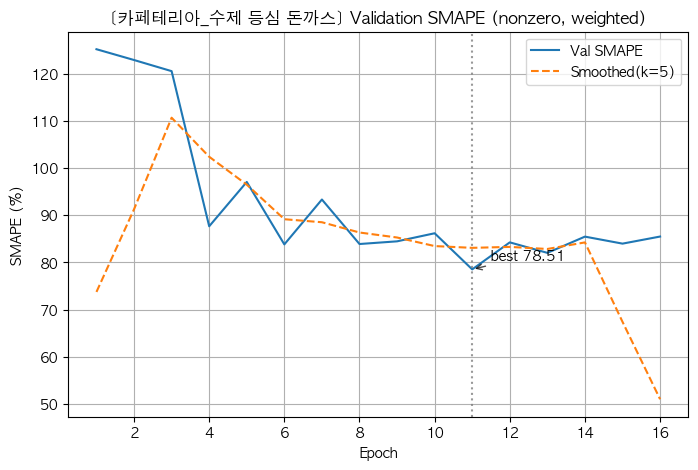 [카페테리아_수제 등심 돈까스] Validation SMAPE (nonzero, weighted)
Val SMAPE
Smoothed(k=5)
SMAPE (%)
120
110
100
90
80
70
60
50
best 78.51
2 4 6 8 10 12 14 16
Epoch